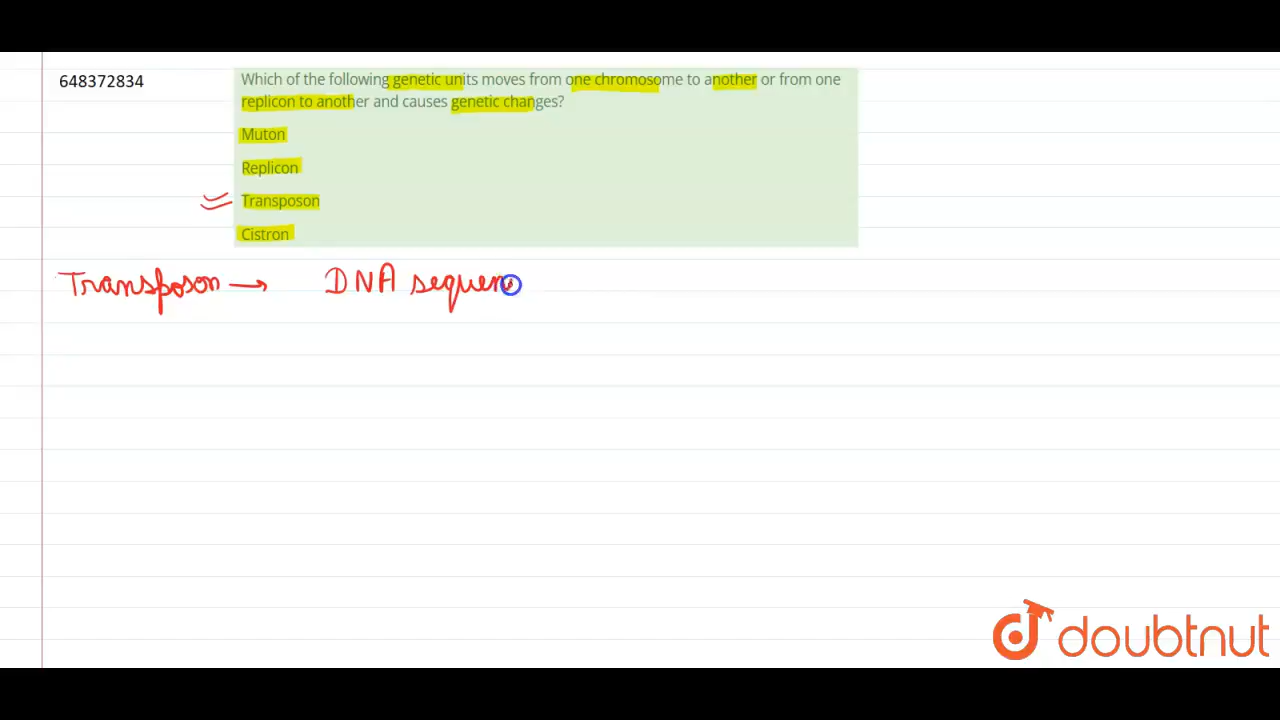 648372834
Which of the following genetic units moves from one chromosome to another or from one
replicon to another and causes genetic changes?
Muton
Replicon
Transposon
Cistron
Transposon → DNA sequen
doubtnut